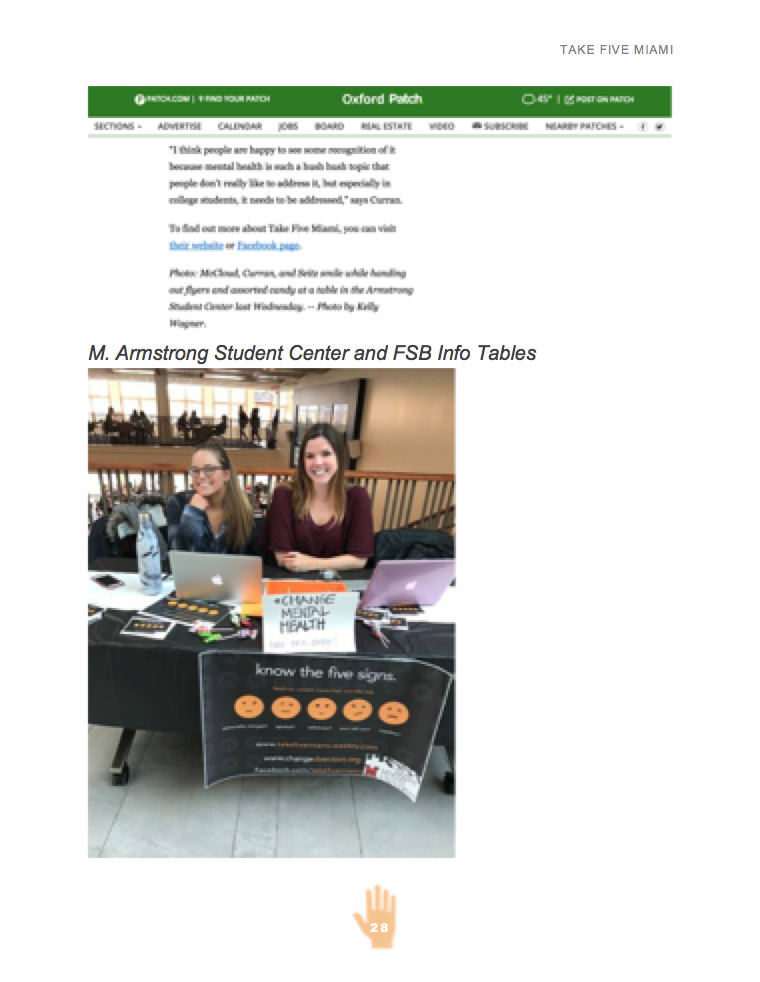 TAKE FIVE MIAMI
PATCH.COM | FIND YOUR PATCH Oxford Patch 45° | POST ON PATCH
SECTIONS ADVERTISE CALENDAR JOBS BOARD REAL ESTATE VIDEO SUBSCRIBE NEARBY PATCHES
"I think people are happy to see some recognition of it
because mental health is such a hush hush topic that
people don't really like to address it, but especially in
college students, it needs to be addressed," says Curran.
To find out more about Take Five Miami, you can visit
their website or Facebook page.
Photo: McCloud, Curran, and Seitz smile while handing
out flyers and assorted candy at a table in the Armstrong
Student Center last Wednesday. -- Photo by Kelly
Wagner.
M. Armstrong Student Center and FSB Info Tables
CHANGE
MENTAL
HEALTH
know the five signs.
www.takefivemiami.weebly.com
www.changedirection.org
28